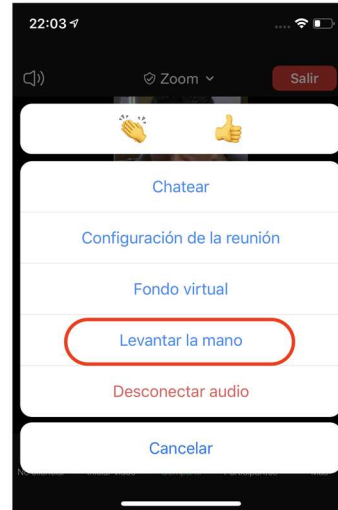 22:03
Zoom
Salir
Chatear
Configuración de la reunión
Fondo virtual
Levantar la mano
Desconectar audio
Cancelar